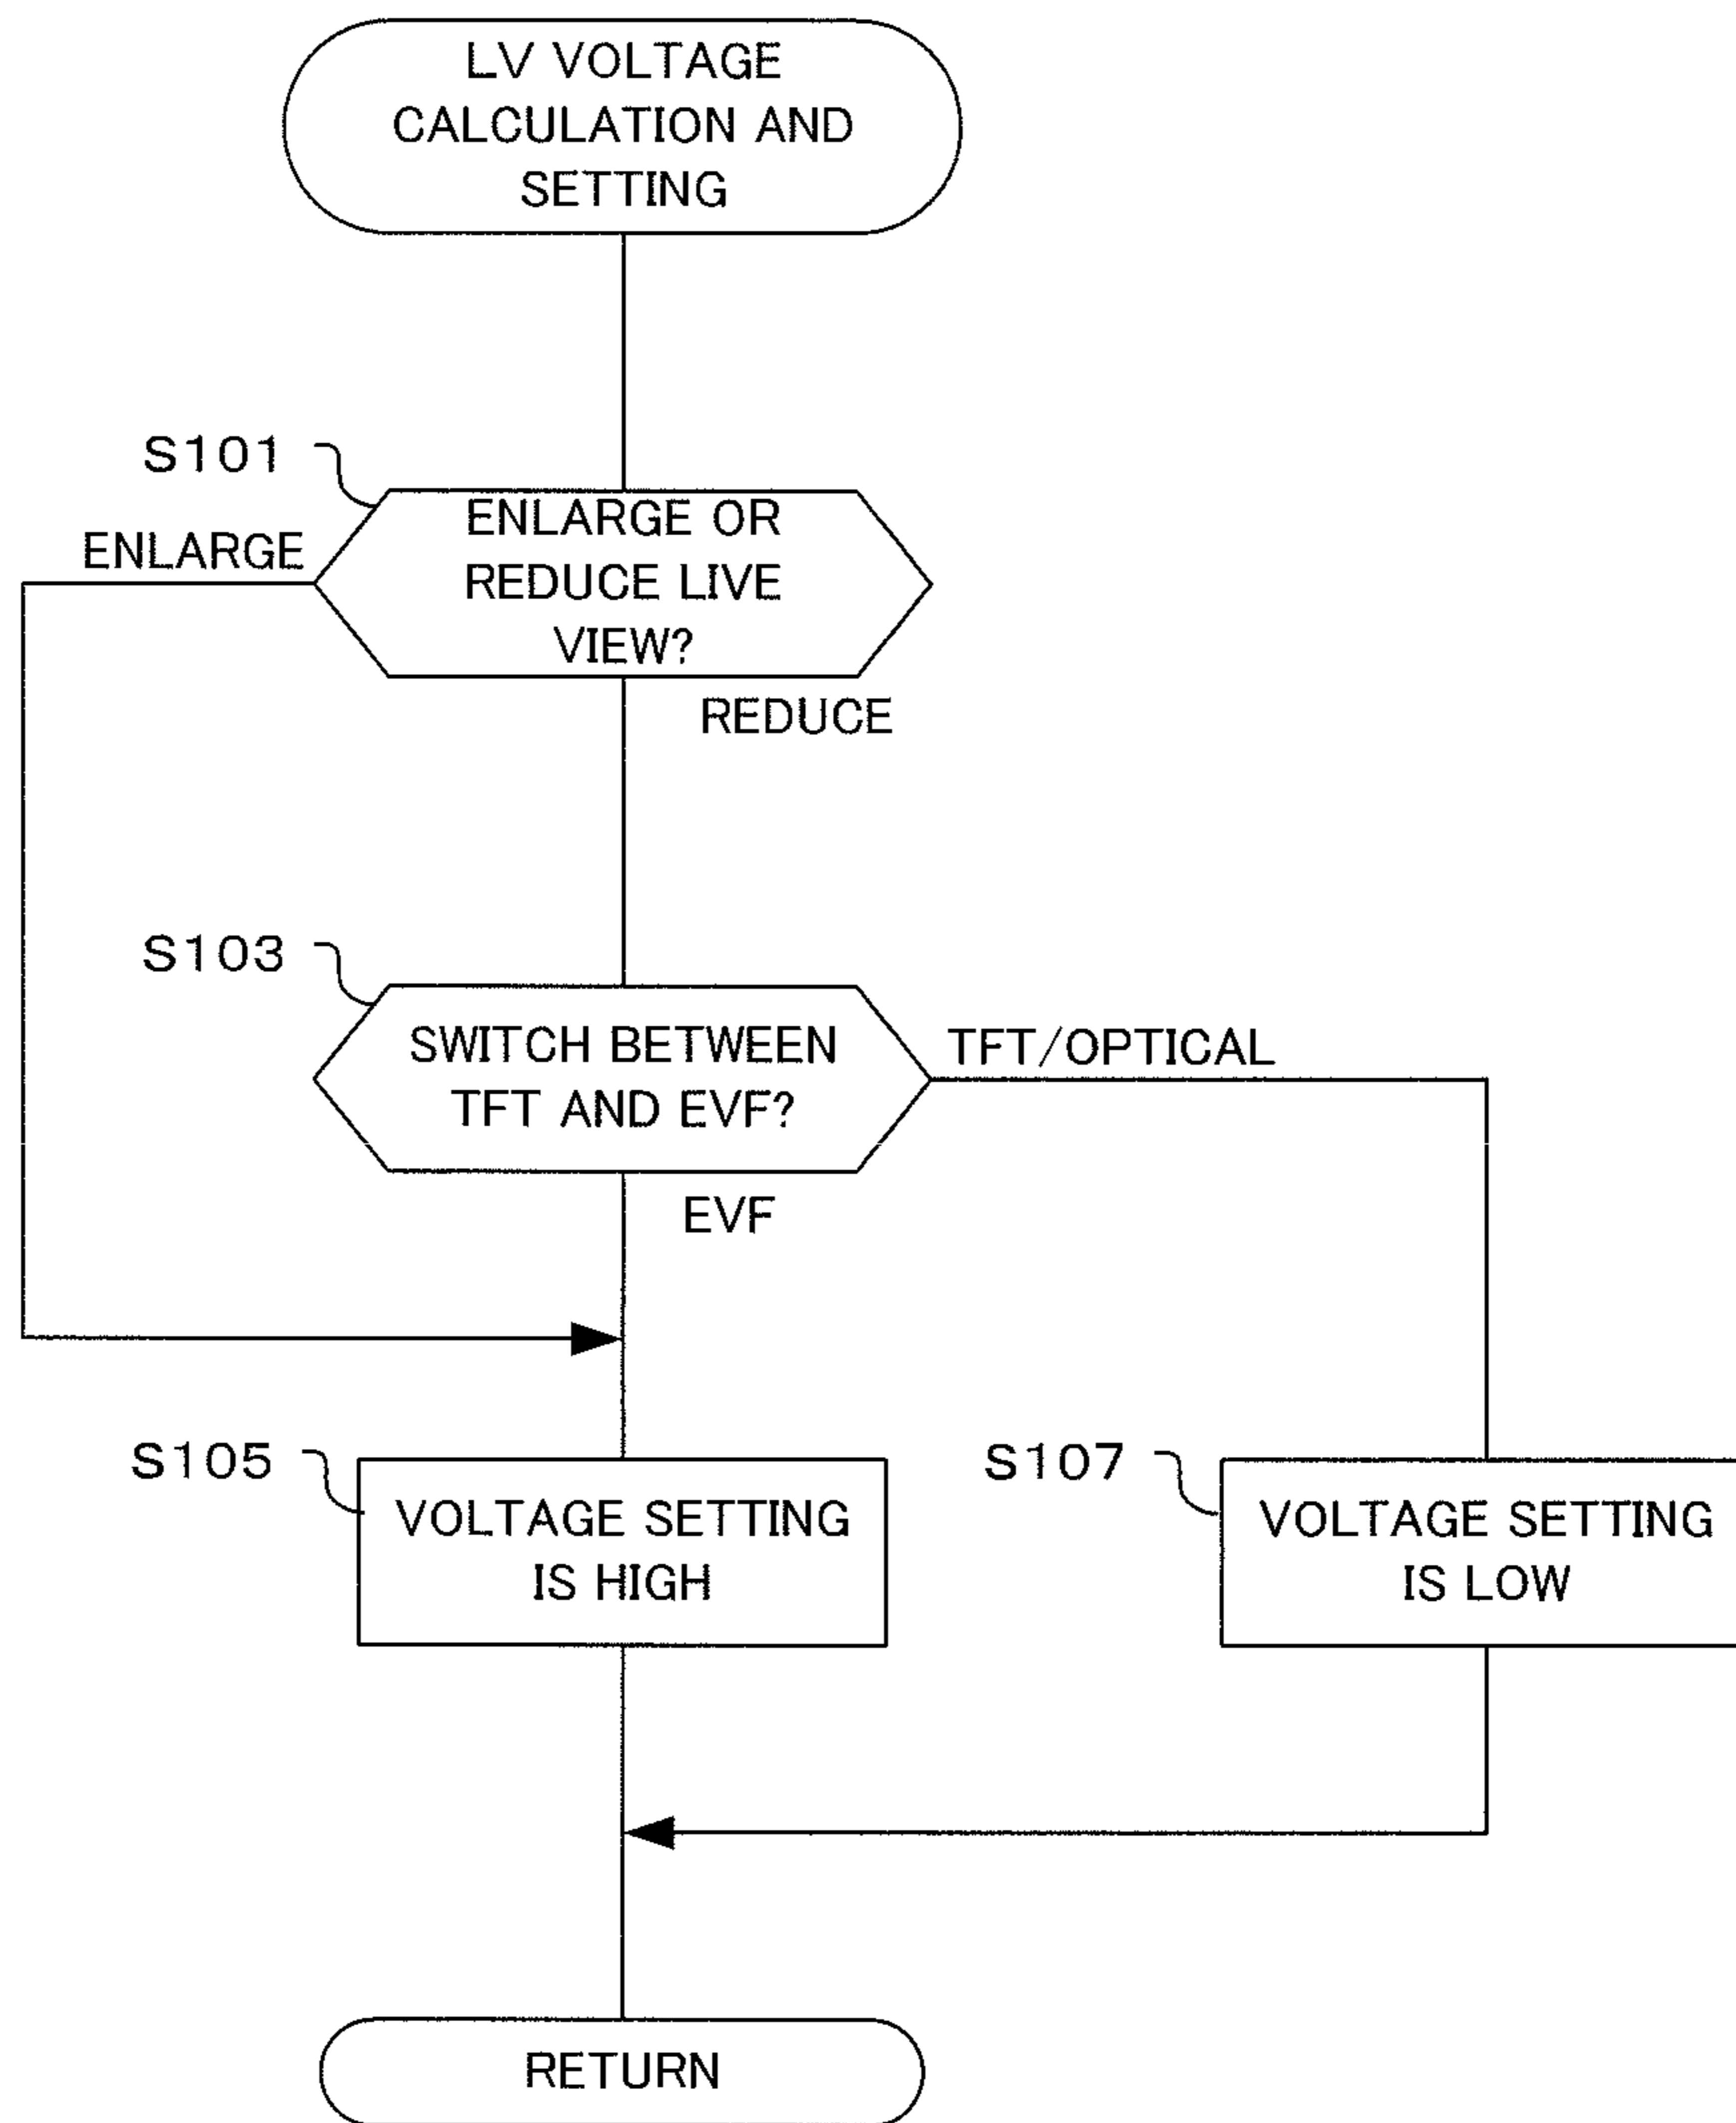 LV VOLTAGE
CALCULATION AND
SETTING
S101
ENLARGE
ENLARGE OR
REDUCE LIVE
VIEW?
REDUCE
S103
SWITCH BETWEEN
TFT AND EVF?
TFT/OPTICAL
EVF
S105
VOLTAGE SETTING
IS HIGH
S107
VOLTAGE SETTING
IS LOW
RETURN